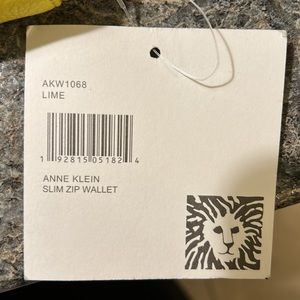 AKW1068
LIME
1 92815 05182 4
ANNE KLEIN
SLIM ZIP WALLET